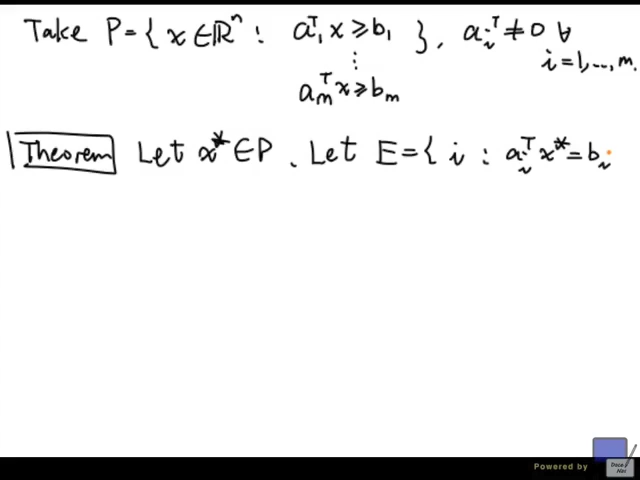 Take P = { x ∈ ℝⁿ : a₁ᵀx ≥ b₁ }, aᵢᵀ ≠ 0 ∀
⋮ i = 1, ..., m.
aₘᵀx ≥ bₘ
Theorem Let x* ∈ P. Let E = { i : aᵢᵀx* = bᵢ
Powered by